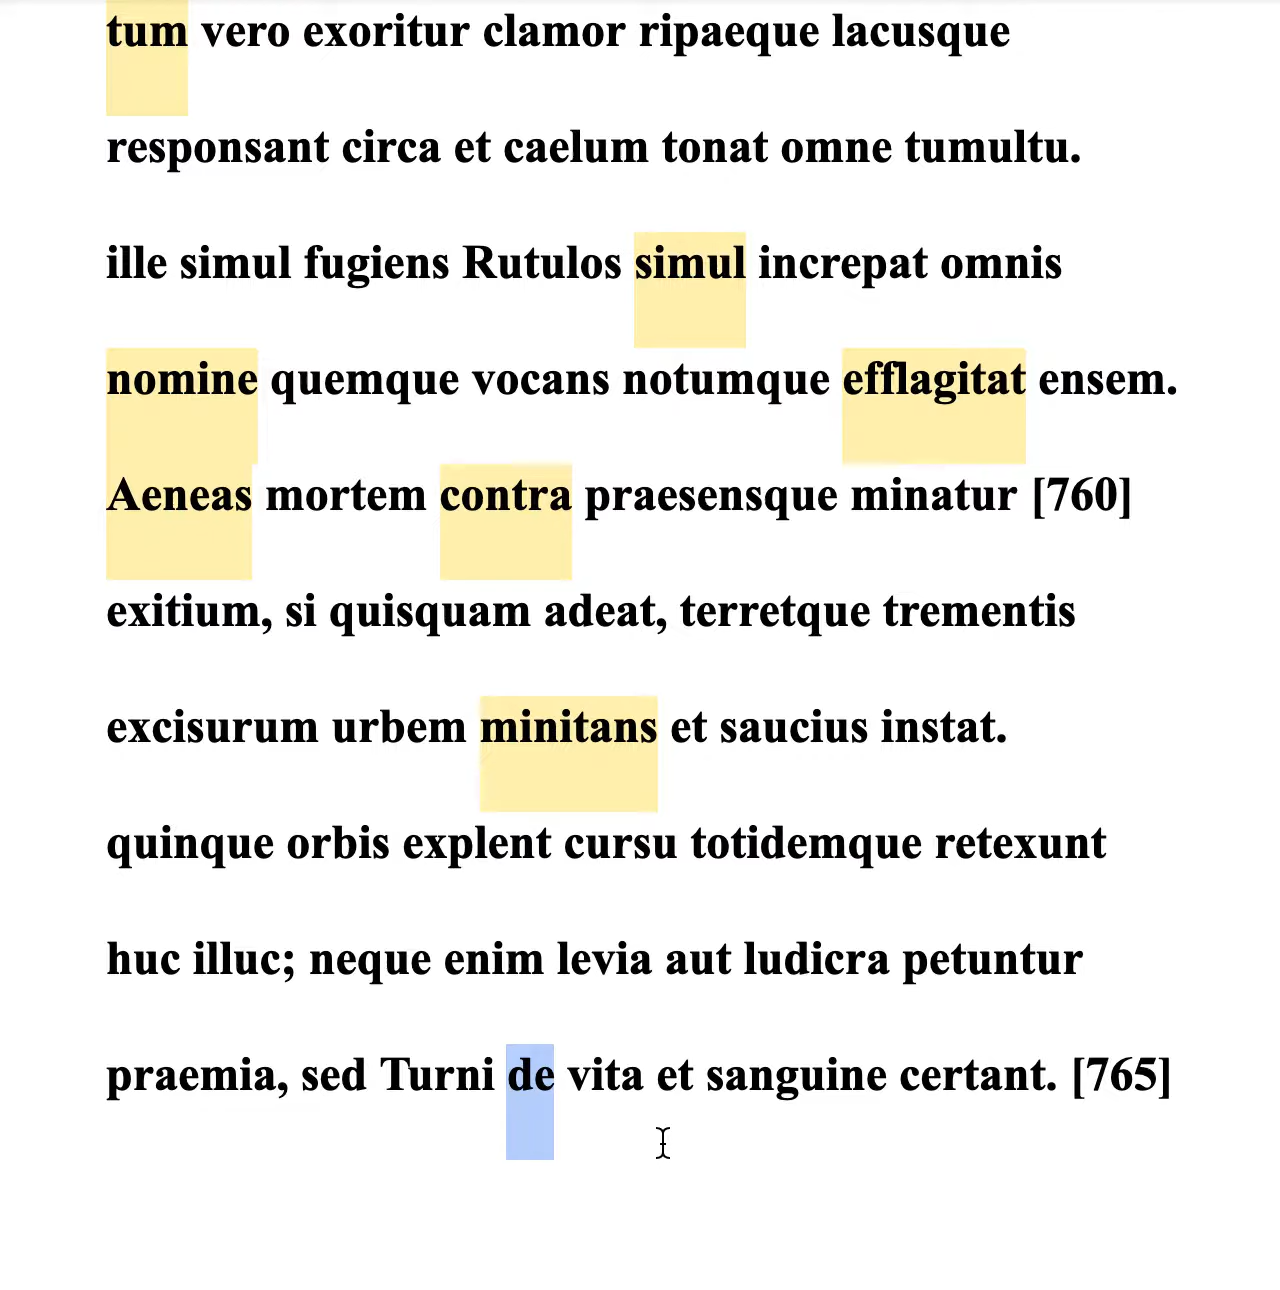 tum vero exoritur clamor ripaeque lacusque
responsant circa et caelum tonat omne tumultu.
ille simul fugiens Rutulos simul increpat omnis
nomine quemque vocans notumque efflagitat ensem.
Aeneas mortem contra praesensque minatur [760]
exitium, si quisquam adeat, terretque trementis
excisurum urbem minitans et saucius instat.
quinque orbis explent cursu totidemque retexunt
huc illuc; neque enim levia aut ludicra petuntur
praemia, sed Turni de vita et sanguine certant. [765]